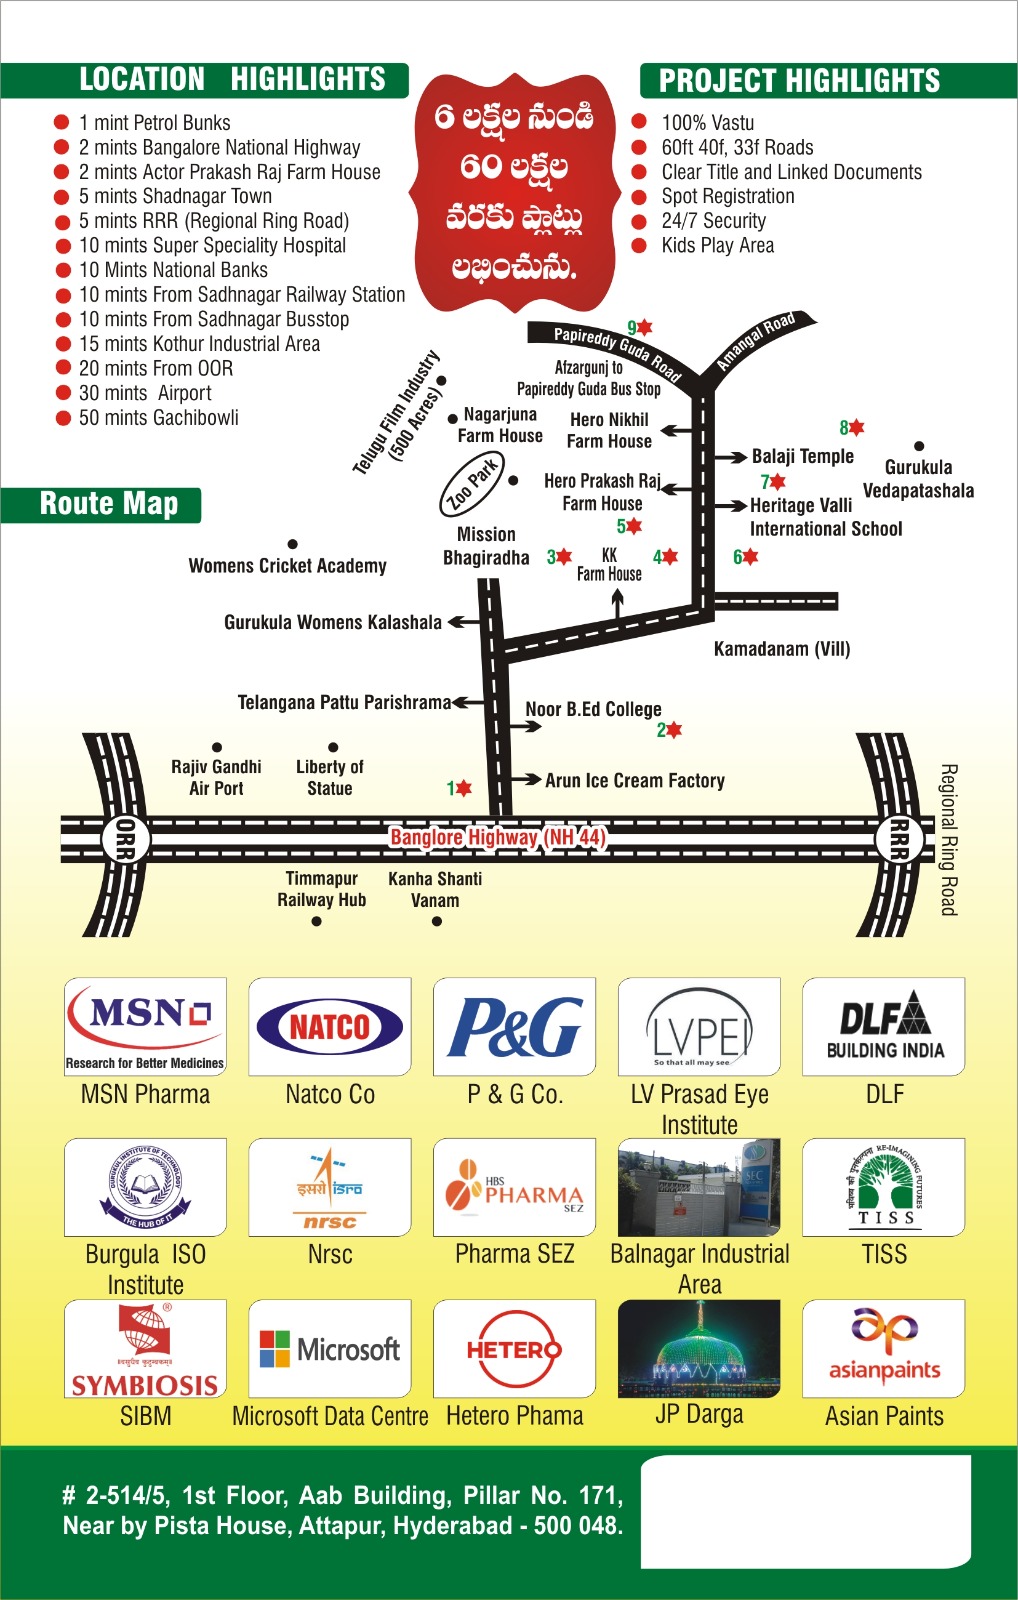 LOCATION HIGHLIGHTS
1 mint Petrol Bunks
2 mints Bangalore National Highway
2 mints Actor Prakash Raj Farm House
5 mints Shadnagar Town
5 mints RRR (Regional Ring Road)
10 mints Super Speciality Hospital
10 Mints National Banks
10 mints From Sadhnagar Railway Station
10 mints From Sadhnagar Busstop
15 mints Kothur Industrial Area
20 mints From OOR
30 mints Airport
50 mints Gachibowli
6 లక్షల నుండి
60 లక్షల
వరకు ప్లాట్లు
లభించును.
PROJECT HIGHLIGHTS
100% Vastu
60ft 40f, 33f Roads
Clear Title and Linked Documents
Spot Registration
24/7 Security
Kids Play Area
Route Map
9
Papireddy Guda Road
Amangal Road
Afzargunj to
Papireddy Guda Bus Stop
Telugu Film Industry
(500 Acres)
Nagarjuna
Farm House
Hero Nikhil
Farm House
8
Balaji Temple
Gurukula
Vedapatashala
Zoo Park
Hero Prakash Raj
Farm House
7
Heritage Valli
International School
5
Mission
Bhagiradha
3
KK
Farm House
4
6
Womens Cricket Academy
Gurukula Womens Kalashala
Kamadanam (Vill)
Telangana Pattu Parishrama
Noor B.Ed College
2
Rajiv Gandhi
Air Port
Liberty of
Statue
1
Arun Ice Cream Factory
ORR
Banglore Highway (NH 44)
RRR
Regional Ring Road
Timmapur
Railway Hub
Kanha Shanti
Vanam
MSN
Research for Better Medicines
MSN Pharma
NATCO
Natco Co
P&G
P & G Co.
LVPEI
So that all may see
LV Prasad Eye
Institute
DLF
BUILDING INDIA
DLF
GURUKUL INSTITUTE OF TECHNOLOGY
THE HUB OF IT
Burgula ISO
Institute
इसरो isro
nrsc
Nrsc
HBS
PHARMA
SEZ
Pharma SEZ
SEC
Balnagar Industrial
Area
RE-IMAGINING FUTURES
TISS
TISS
®
SYMBIOSIS
SIBM
Microsoft
Microsoft Data Centre
HETERO
Hetero Phama
JP Darga
ap
asianpaints
Asian Paints
# 2-514/5, 1st Floor, Aab Building, Pillar No. 171,
Near by Pista House, Attapur, Hyderabad - 500 048.